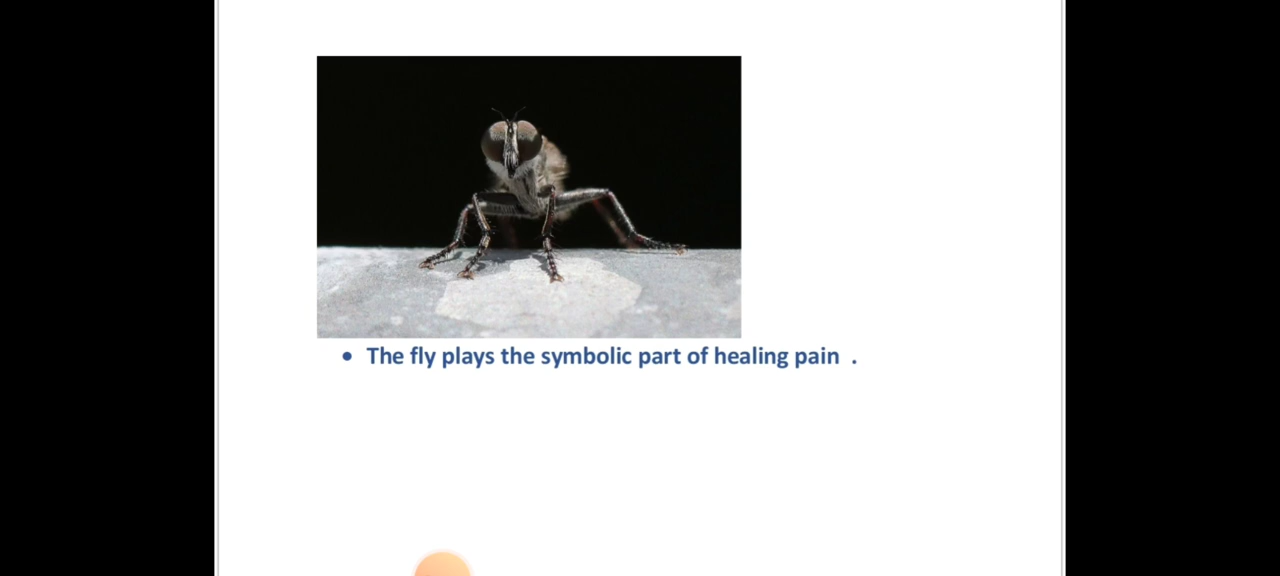 • The fly plays the symbolic part of healing pain  .